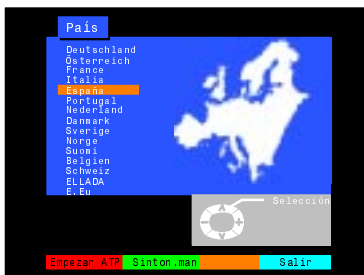 País
Deutschland
Österreich
France
Italia
España
Portugal
Nederland
Danmark
Sverige
Norge
Suomi
Belgien
Schweiz
ELLADA
E.Eu
Selección
Empezar ATP Sinton.man Salir